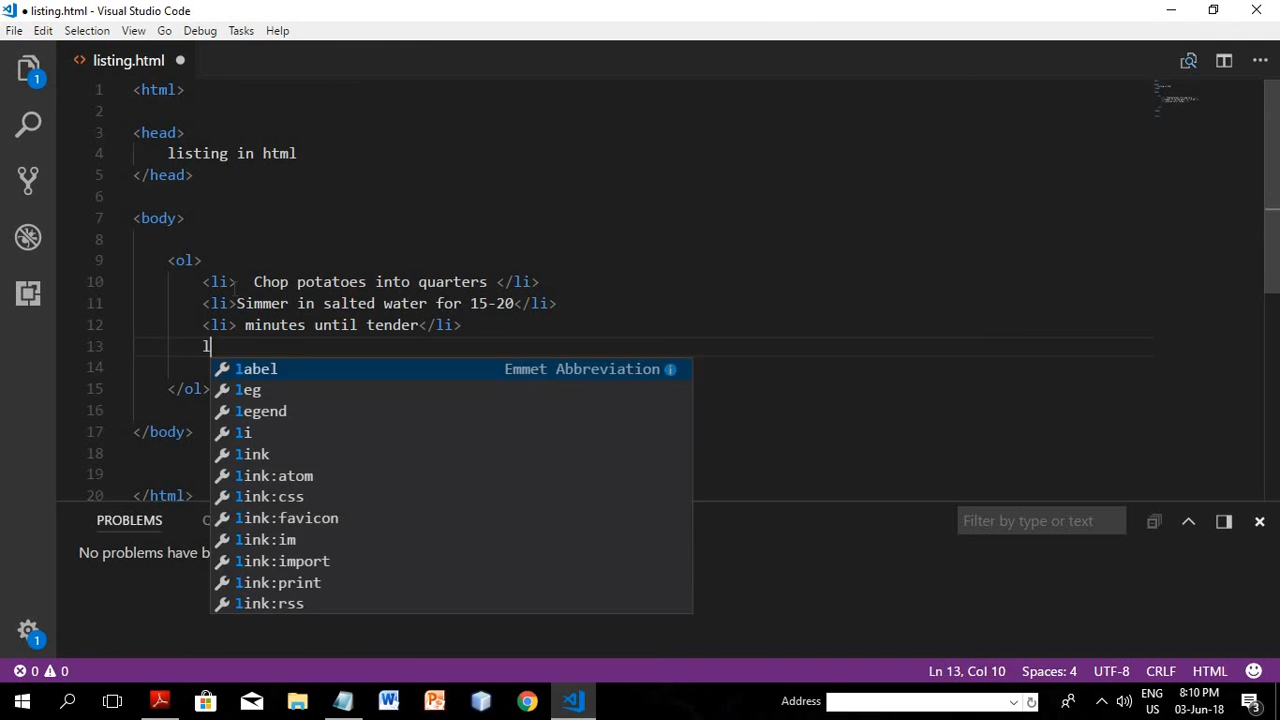 ● listing.html - Visual Studio Code
File Edit Selection View Go Debug Tasks Help
<> listing.html ●
1 <html>
2
3 <head>
4 listing in html
5 </head>
6
7 <body>
8
9 <ol>
10 <li>  Chop potatoes into quarters </li>
11 <li>Simmer in salted water for 15-20</li>
12 <li> minutes until tender</li>
13 l
14
15 </ol>
16
17 </body>
18
19
20 </html>
label Emmet Abbreviation
leg
legend
li
link
link:atom
link:css
link:favicon
link:im
link:import
link:print
link:rss
1
1
PROBLEMS
Filter by type or text
No problems have b
0 0 Ln 13, Col 10 Spaces: 4 UTF-8 CRLF HTML
Address
ENG
US
8:10 PM
03-Jun-18
3